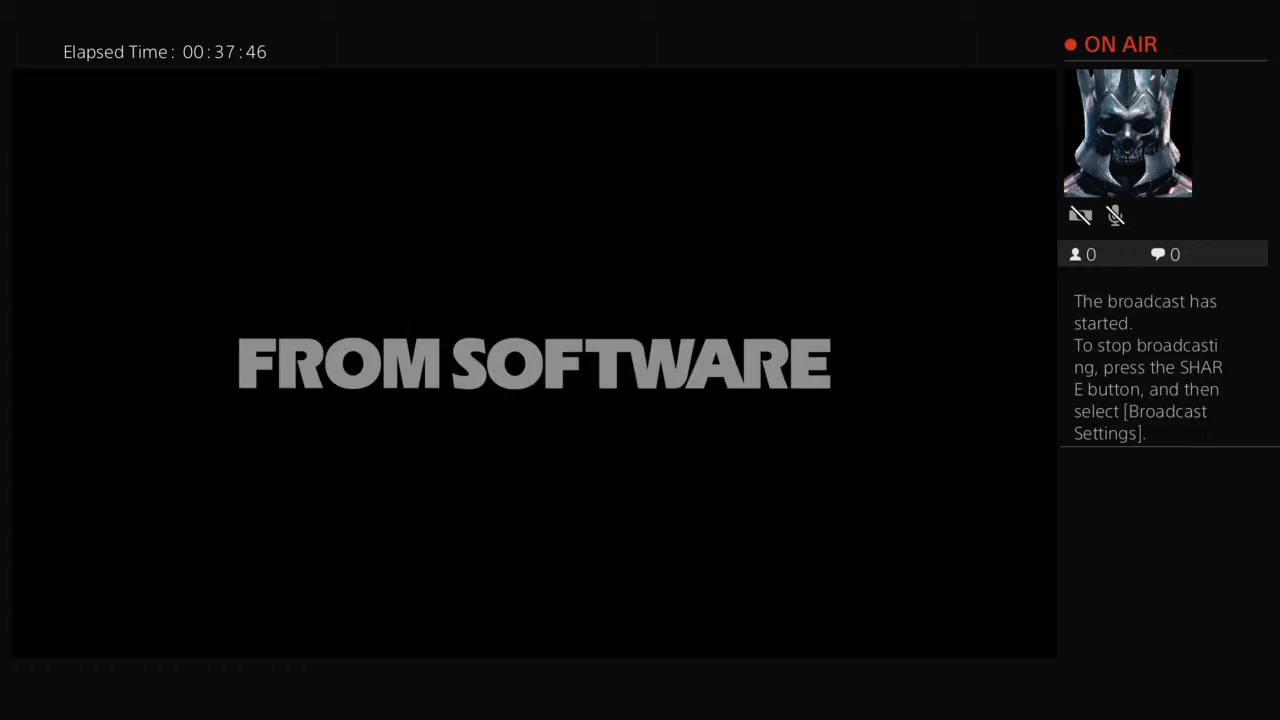 Elapsed Time: 00:37:46
ON AIR
0 0
The broadcast has
started.
To stop broadcasti
ng, press the SHAR
E button, and then
select [Broadcast
Settings].
FROM SOFTWARE